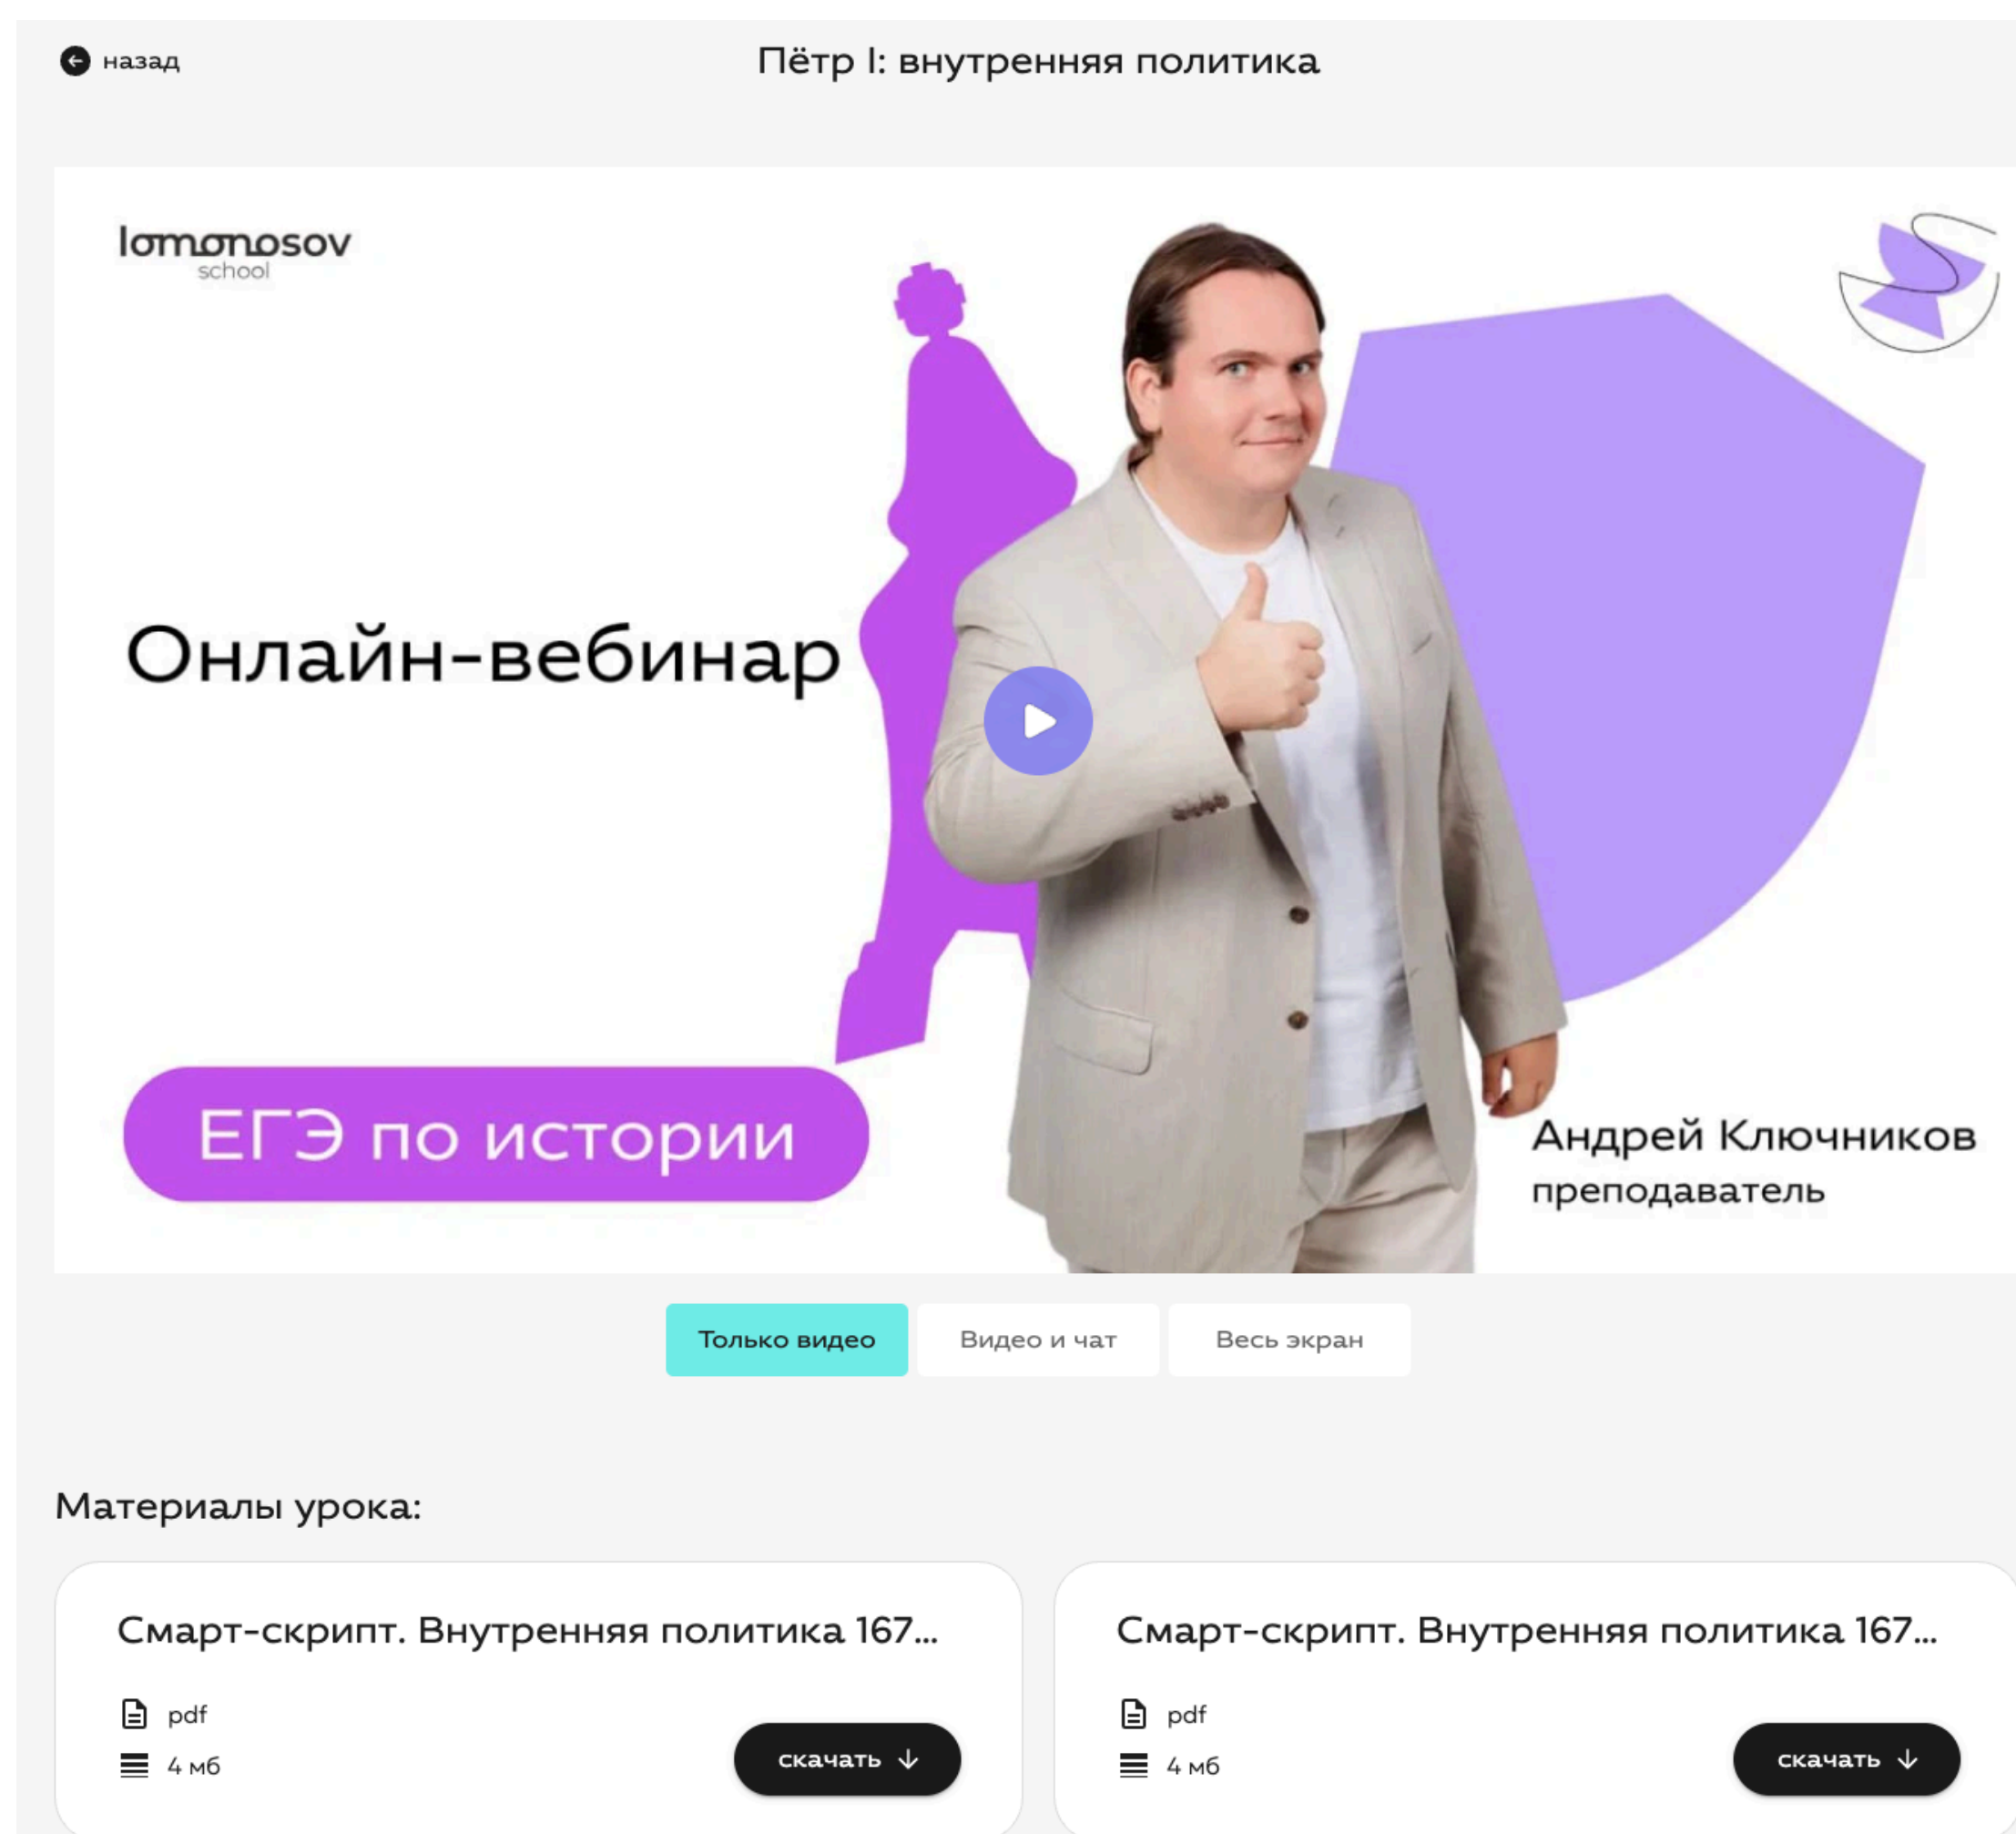 назад
Пётр I: внутренняя политика
lomonosov
school
Онлайн-вебинар
ЕГЭ по истории
Андрей Ключников
преподаватель
Только видео
Видео и чат
Весь экран
Материалы урока:
Смарт-скрипт. Внутренняя политика 167...
pdf
4 мб
скачать
Смарт-скрипт. Внутренняя политика 167...
pdf
4 мб
скачать